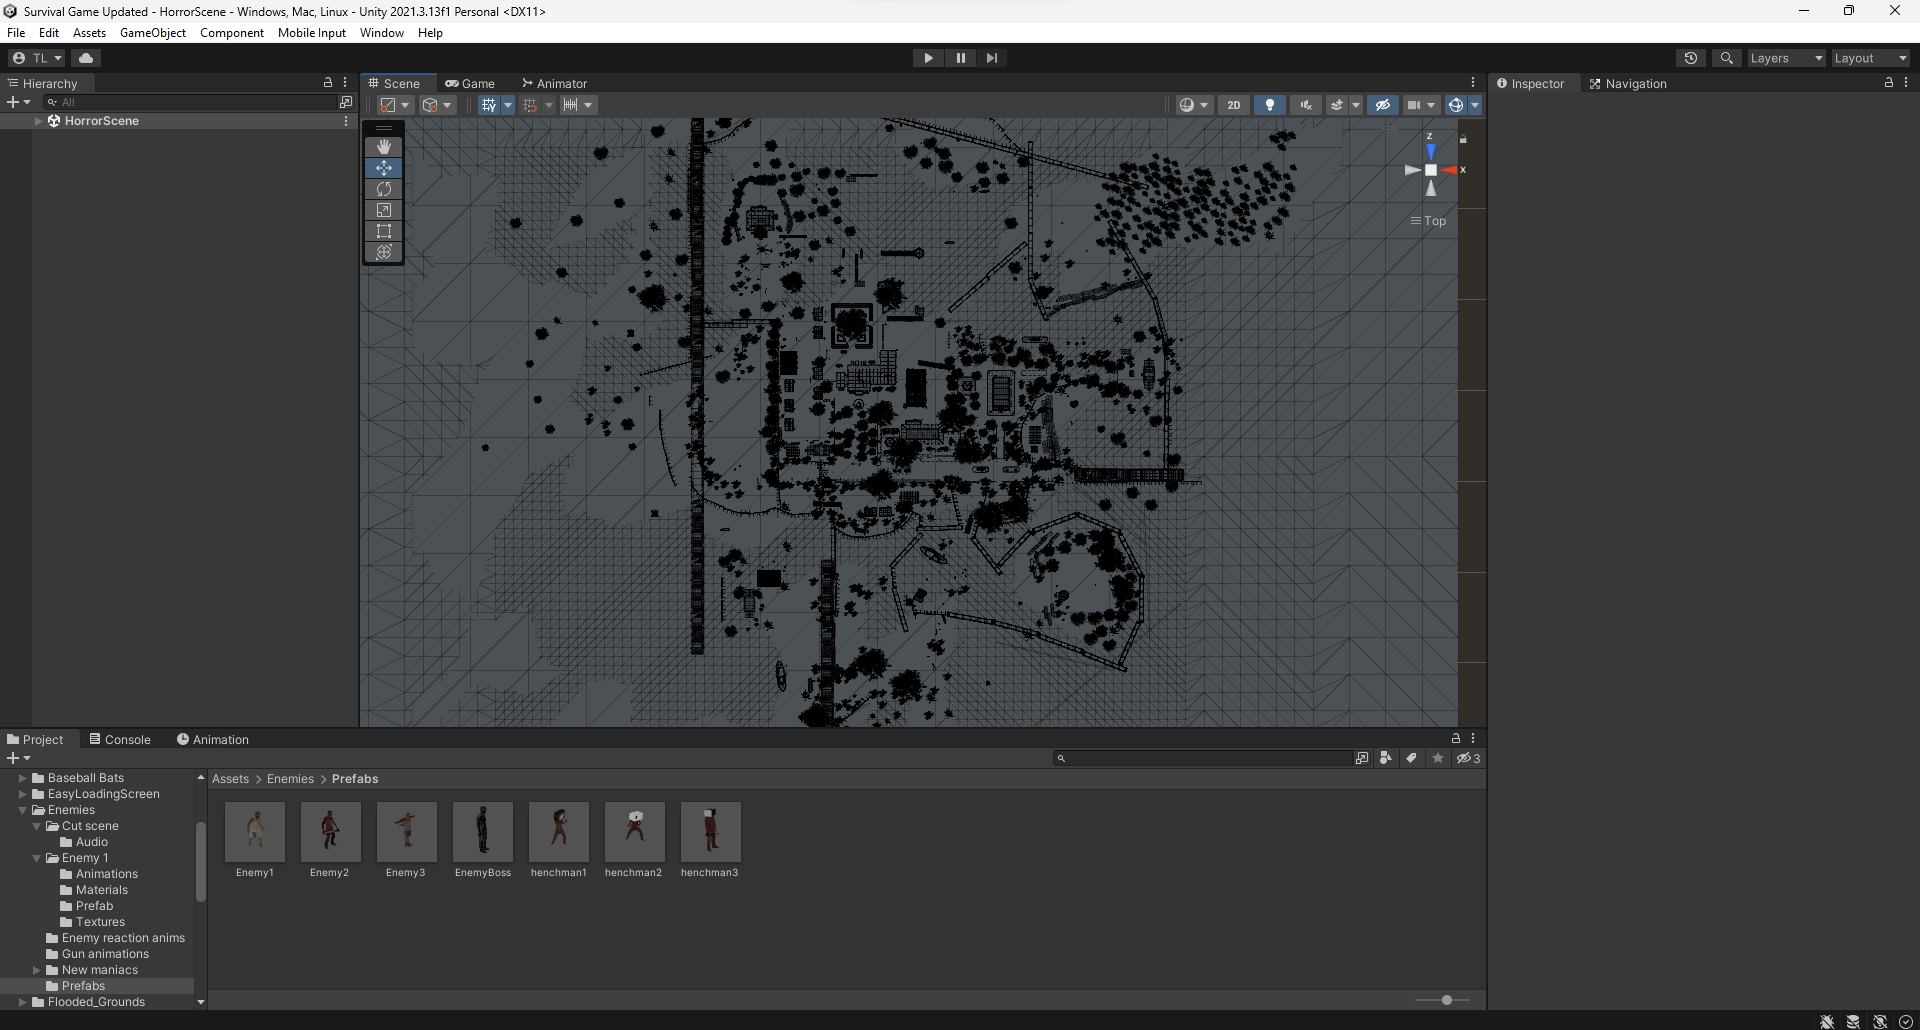 Survival Game Updated - HorrorScene - Windows, Mac, Linux - Unity 2021.3.13f1 Personal <DX11>
File Edit Assets GameObject Component Mobile Input Window Help
TL Layers Layout
Hierarchy Scene Game Animator Inspector Navigation
All 2D
HorrorScene
z
x
Top
Project Console Animation
3
Assets > Enemies > Prefabs
Baseball Bats
EasyLoadingScreen
Enemies
Cut scene
Audio
Enemy 1
Animations
Materials
Prefab
Textures
Enemy reaction anims
Gun animations
New maniacs
Prefabs
Flooded_Grounds
Enemy1 Enemy2 Enemy3 EnemyBoss henchman1 henchman2 henchman3